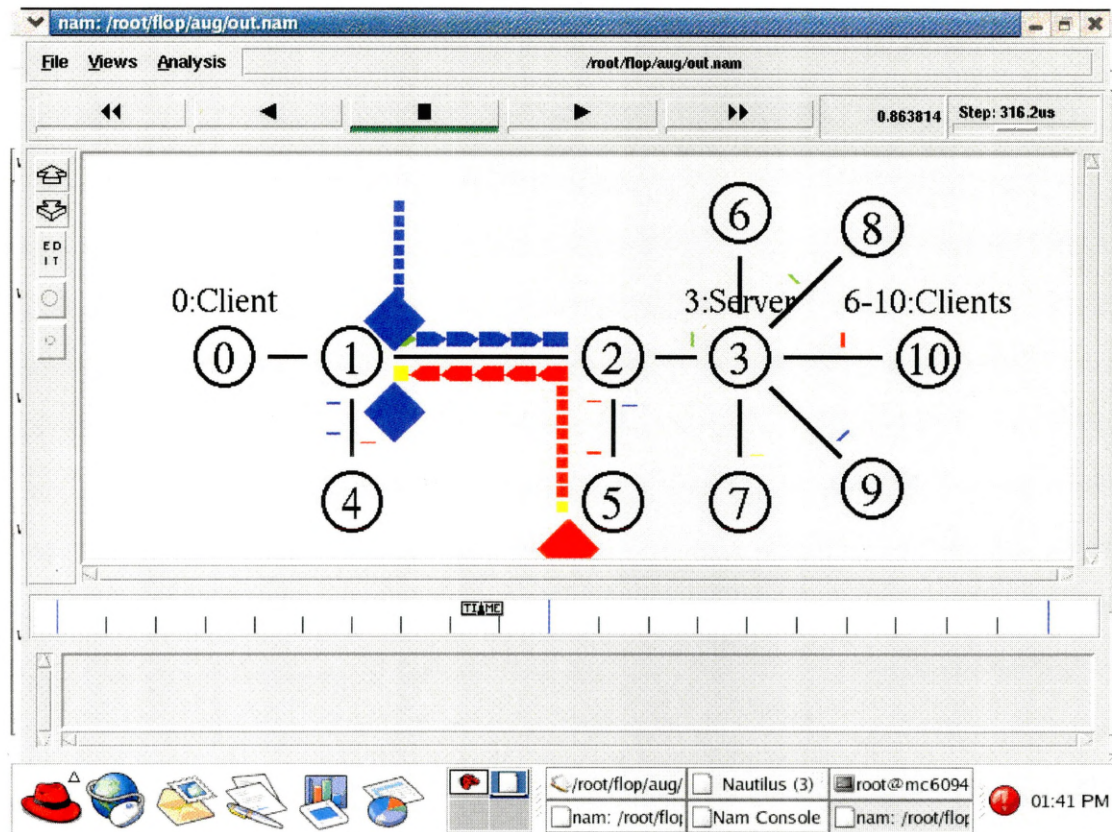 nam: /root/flop/aug/out.nam
File Views Analysis /root/flop/aug/out.nam
0.863814 Step: 316.2us
ED
IT
6 8
0:Client 3:Server 6-10:Clients
0 1 2 3 10
4 5 7 9
TIME
/root/flop/aug/ Nautilus (3) root@mc6094
nam: /root/flop Nam Console nam: /root/flop
01:41 PM